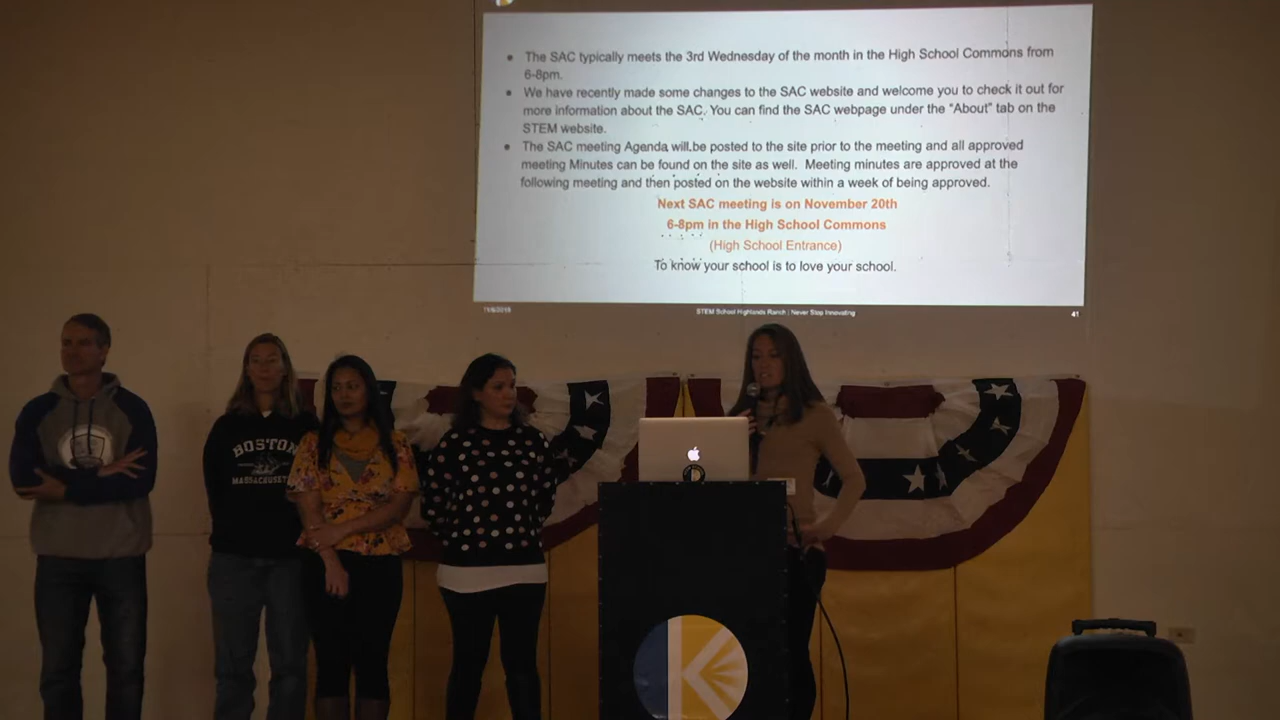 • The SAC typically meets the 3rd Wednesday of the month in the High School Commons from
6-8pm.
• We have recently made some changes to the SAC website and welcome you to check it out for
more information about the SAC. You can find the SAC webpage under the "About" tab on the
STEM website.
• The SAC meeting Agenda will be posted to the site prior to the meeting and all approved
meeting Minutes can be found on the site as well. Meeting minutes are approved at the
following meeting and then posted on the website within a week of being approved.
Next SAC meeting is on November 20th
6-8pm in the High School Commons
(High School Entrance)
To know your school is to love your school.
STEM School Highlands Ranch | Never Stop Innovating
41
BOSTON
MASSACHUSETTS
K